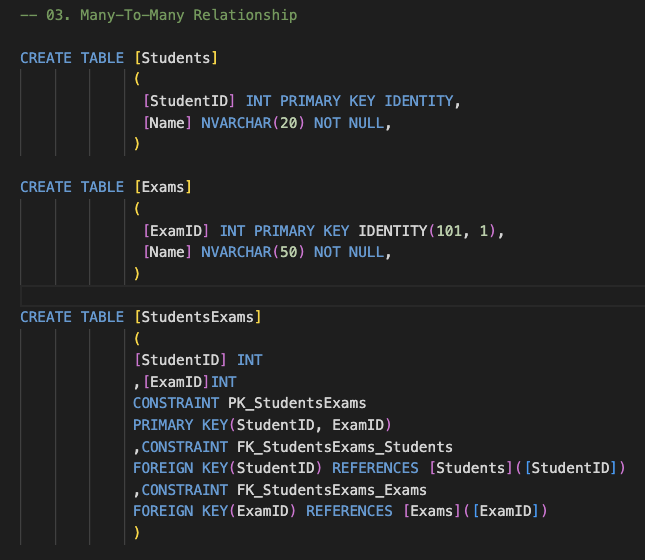 -- 03. Many-To-Many Relationship
CREATE TABLE [Students]
(
[StudentID] INT PRIMARY KEY IDENTITY,
[Name] NVARCHAR(20) NOT NULL,
)
CREATE TABLE [Exams]
(
[ExamID] INT PRIMARY KEY IDENTITY(101, 1),
[Name] NVARCHAR(50) NOT NULL,
)
CREATE TABLE [StudentsExams]
(
[StudentID] INT
,[ExamID]INT
CONSTRAINT PK_StudentsExams
PRIMARY KEY(StudentID, ExamID)
,CONSTRAINT FK_StudentsExams_Students
FOREIGN KEY(StudentID) REFERENCES [Students]([StudentID])
,CONSTRAINT FK_StudentsExams_Exams
FOREIGN KEY(ExamID) REFERENCES [Exams]([ExamID])
)